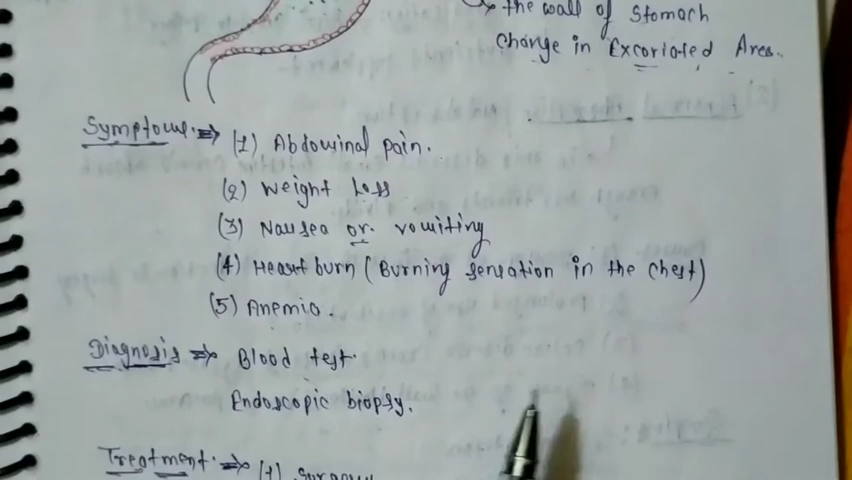 the wall of Stomach
Change in Excoriated Area.
Symptoms ⇒ (1) Abdominal pain.
(2) Weight Loss
(3) Nausea or vomiting
(4) Heart burn (Burning sensation in the chest)
(5) Anemia.
Diagnosis ⇒ Blood test.
Endoscopic biopsy.
Treatment ⇒ (1) Surgery